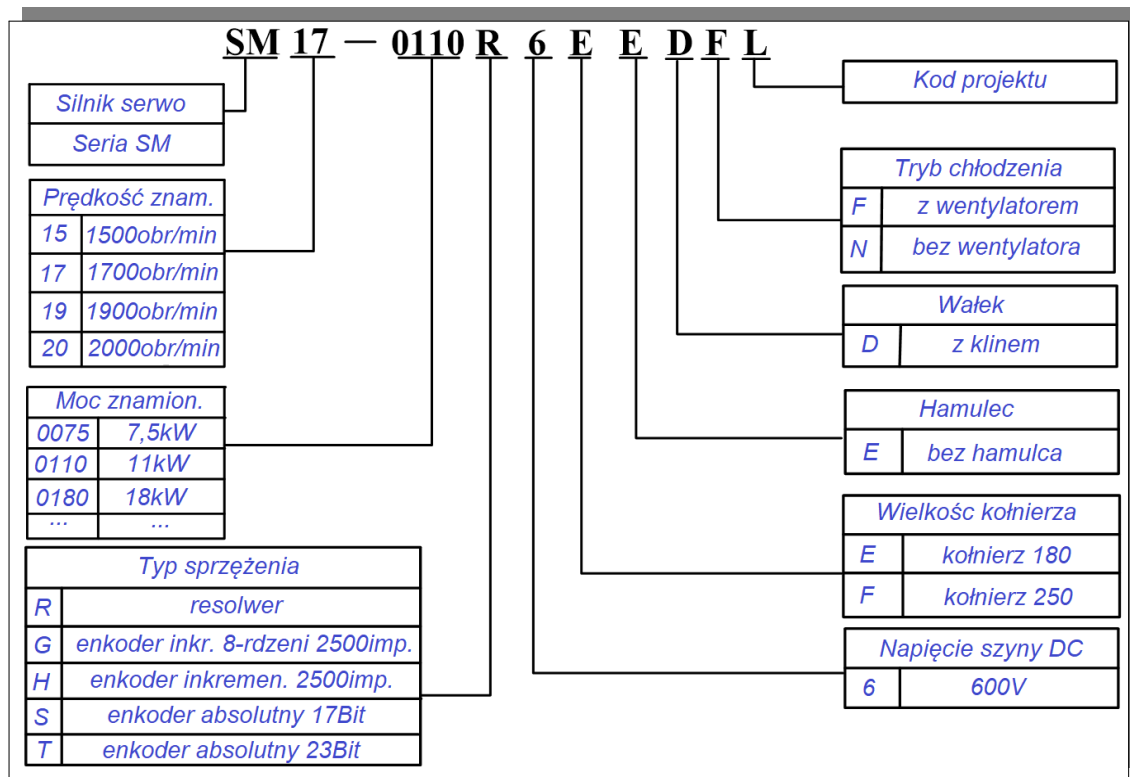 SM 17 — 0110 R 6 E E D F L
Silnik serwo
Seria SM
Prędkość znam.
15 1500obr/min
17 1700obr/min
19 1900obr/min
20 2000obr/min
Moc znamion.
0075 7,5kW
0110 11kW
0180 18kW
... ...
Typ sprzężenia
R resolwer
G enkoder inkr. 8-rdzeni 2500imp.
H enkoder inkremen. 2500imp.
S enkoder absolutny 17Bit
T enkoder absolutny 23Bit
Kod projektu
Tryb chłodzenia
F z wentylatorem
N bez wentylatora
Wałek
D z klinem
Hamulec
E bez hamulca
Wielkośc kołnierza
E kołnierz 180
F kołnierz 250
Napięcie szyny DC
6 600V